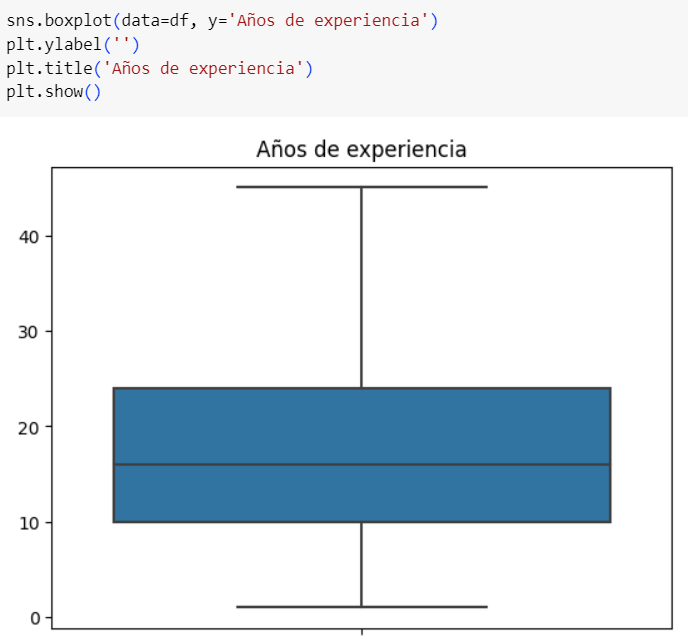 sns.boxplot(data=df, y='Años de experiencia')
plt.ylabel('')
plt.title('Años de experiencia')
plt.show()
Años de experiencia
40
30
20
10
0